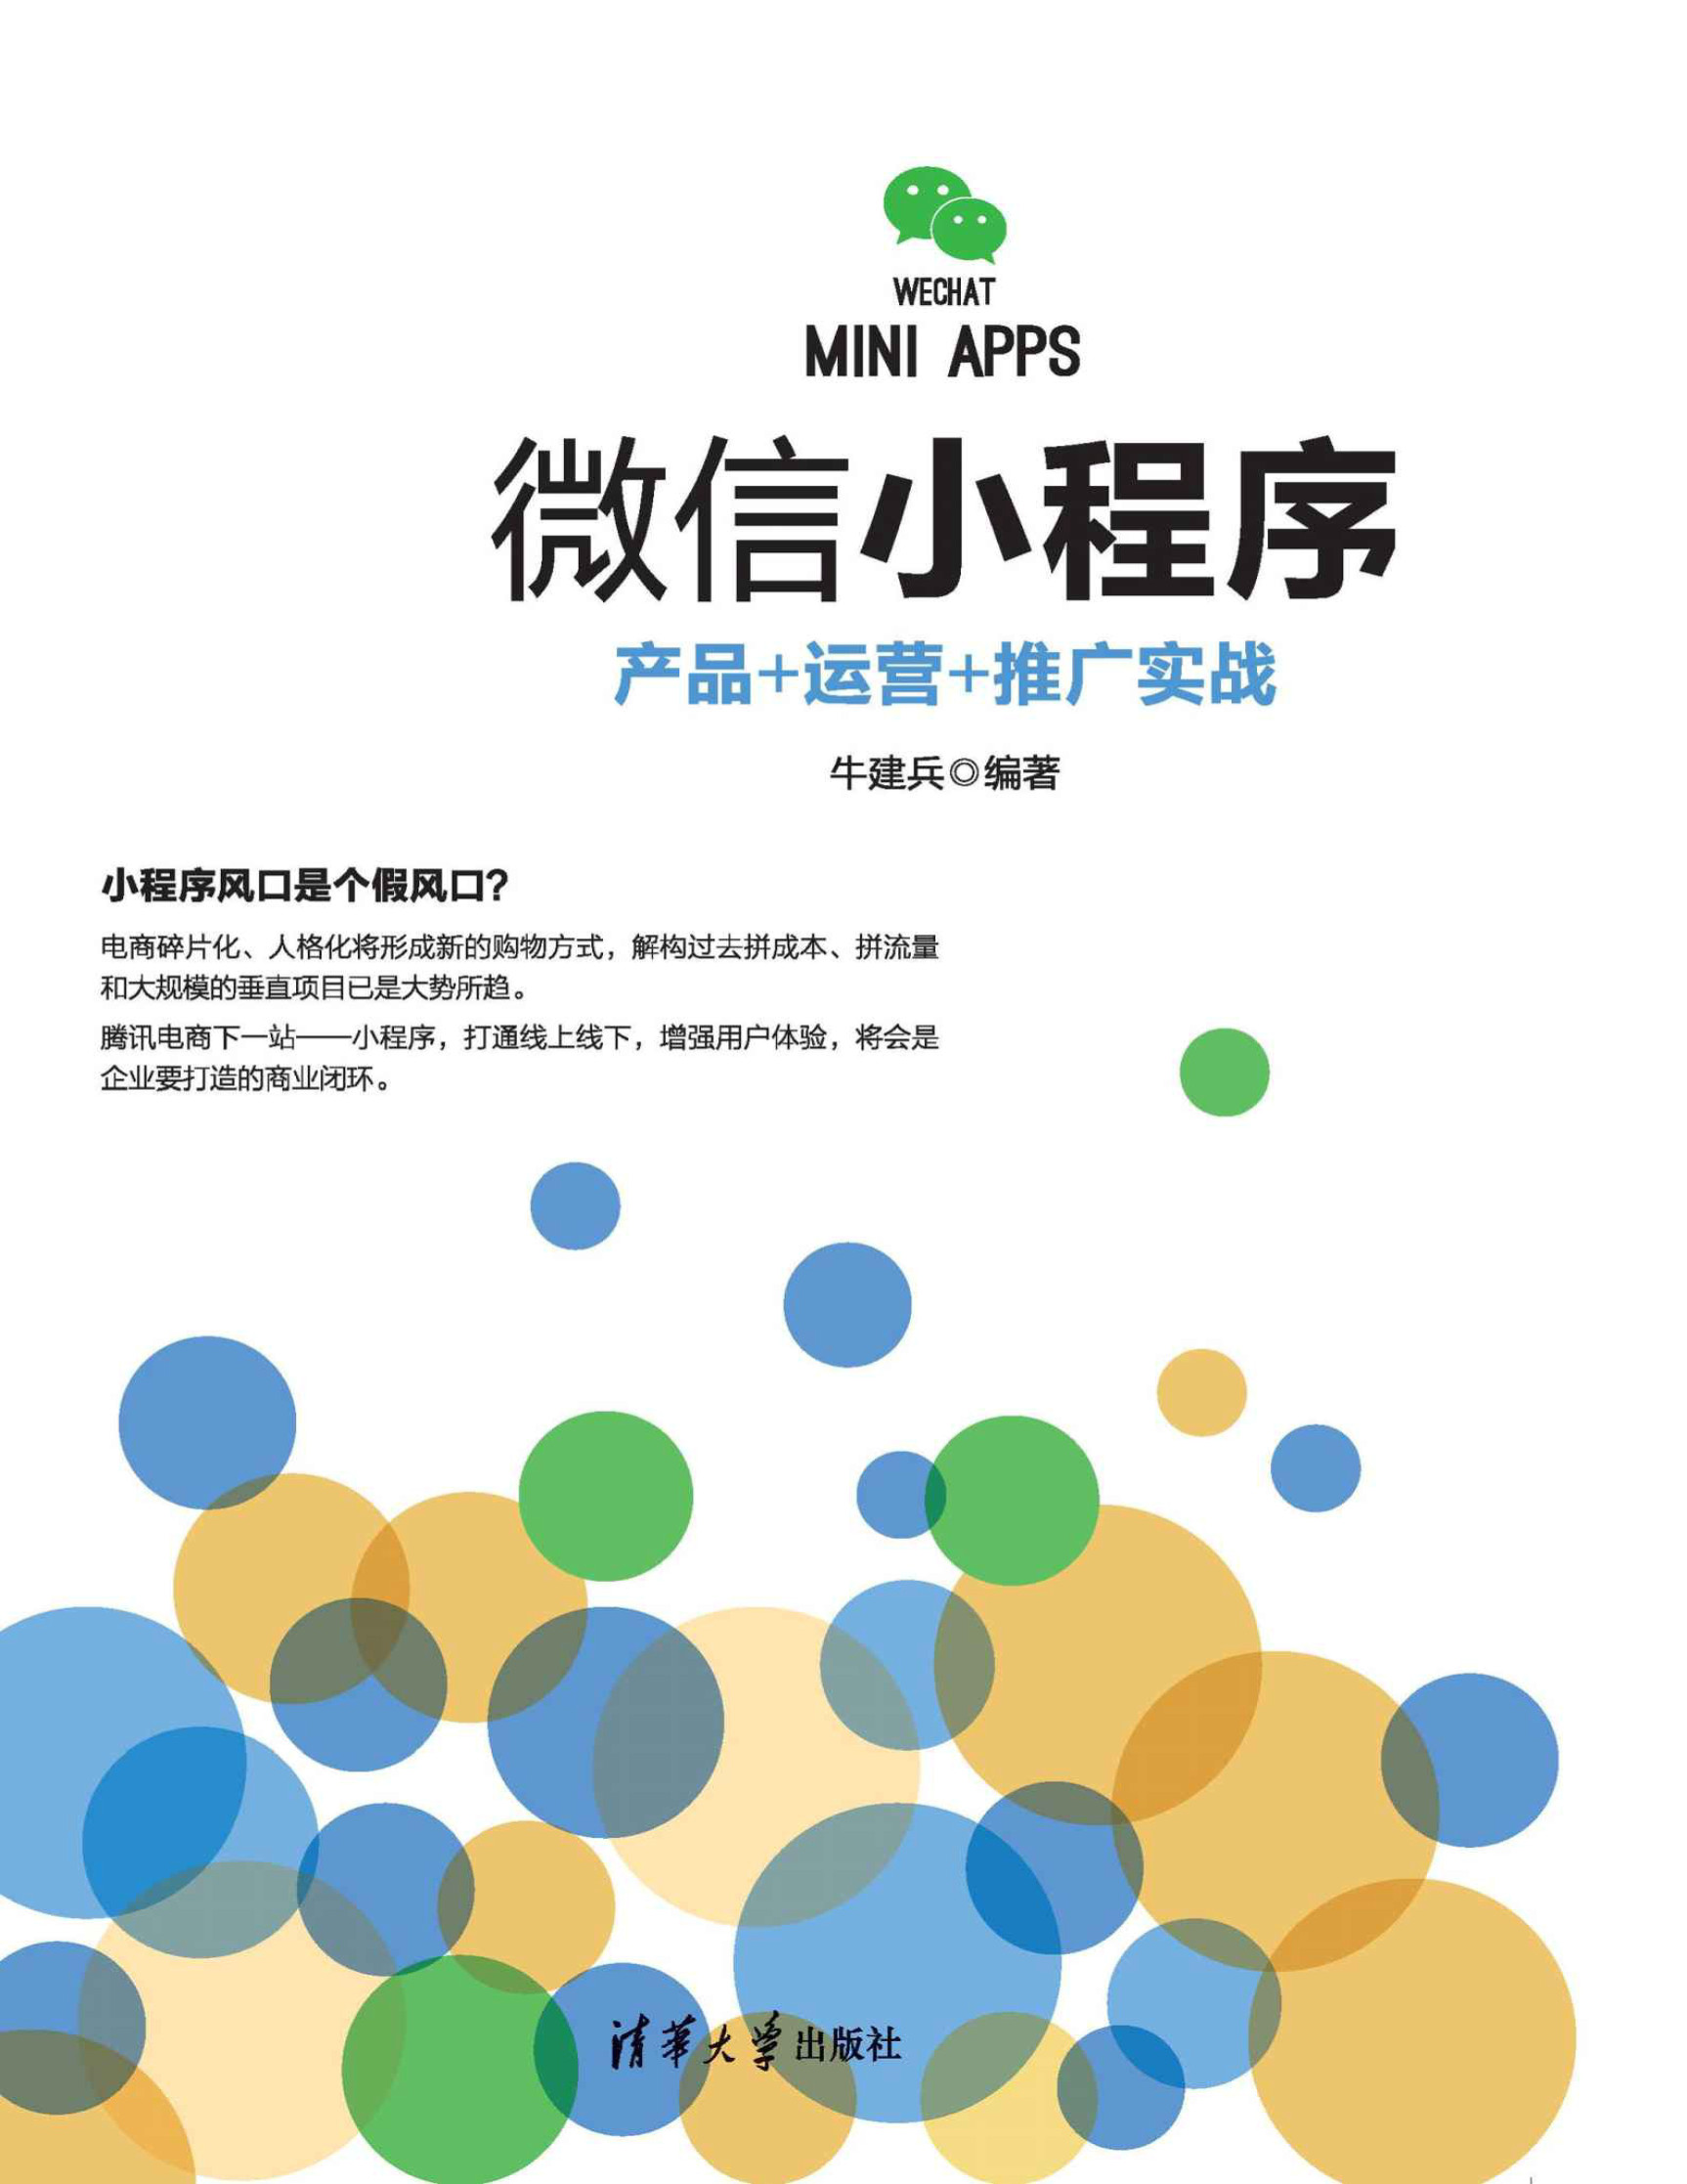 WECHAT
MINI APPS
微信小程序
产品+运营+推广实战
牛建兵◎编著
小程序风口是个假风口？
电商碎片化、人格化将形成新的购物方式，解构过去拼成本、拼流量
和大规模的垂直项目已是大势所趋。
腾讯电商下一站——小程序，打通线上线下，增强用户体验，将会是
企业要打造的商业闭环。
清華大学出版社